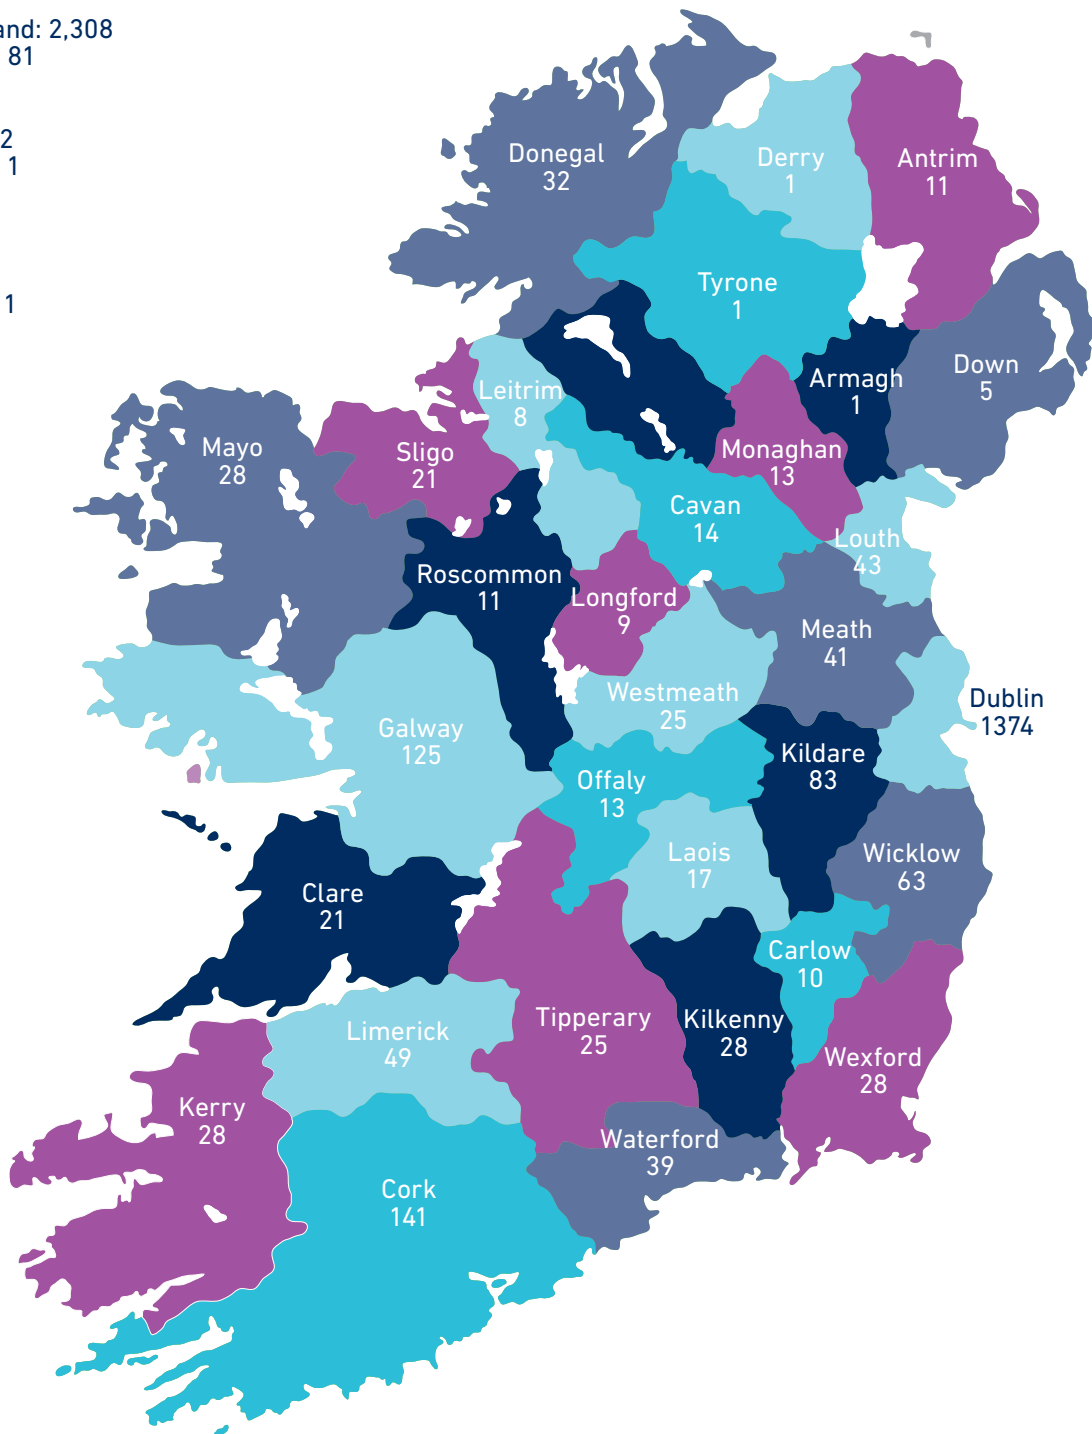 and: 2,308
81
2
1
1
Donegal
32
Derry
1
Antrim
11
Tyrone
1
Down
5
Armagh
1
Leitrim
8
Mayo
28
Sligo
21
Monaghan
13
Cavan
14
Louth
43
Roscommon
11
Longford
9
Meath
41
Westmeath
25
Dublin
1374
Galway
125
Kildare
83
Offaly
13
Laois
17
Wicklow
63
Clare
21
Carlow
10
Limerick
49
Tipperary
25
Kilkenny
28
Wexford
28
Kerry
28
Waterford
39
Cork
141